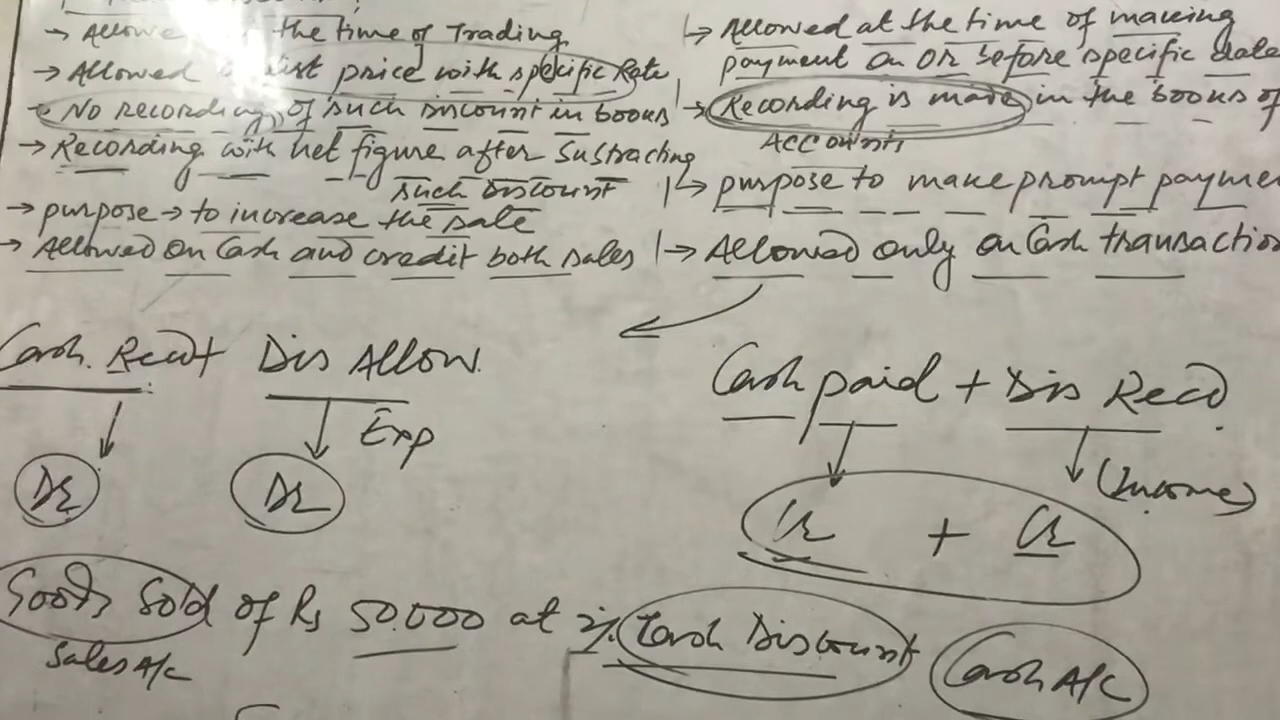 the time of Trading
→ Allowed list price with specific Rate
No recording of such Discount in books
→ Recording with net figure after Substracting
such Discount
→ purpose → to increase the sale
→ Allowed on Cash and credit both sales
→ Allowed at the time of making
payment on or before specific date
→ Recording is made in the books of
Accounts
→ purpose to make prompt payme
→ Allowed only on Cash transaction
Cash Recd + Dis Allow.
Exp
Dr Dr
Cash paid + Dis Recd
(Income)
Cr + Cr
Goods Sold of Rs 50.000 at 2% Cash Discount
Sales A/c
Cash A/c